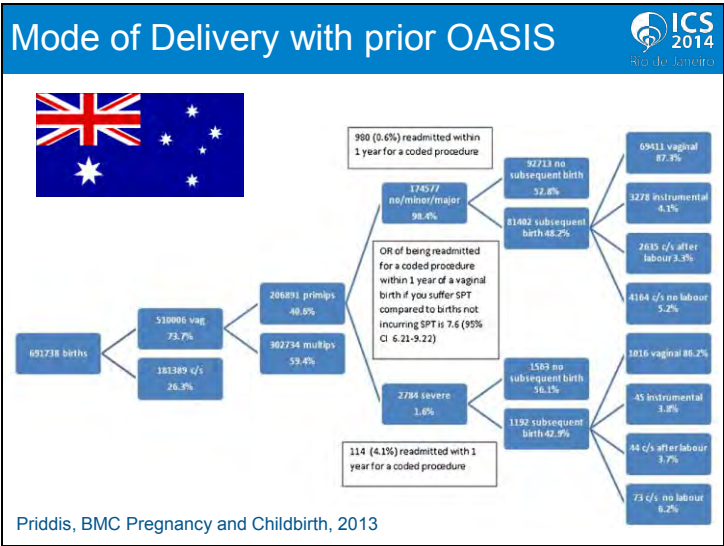 Mode of Delivery with prior OASIS
ICS
2014
Rio de Janeiro
980 (0.6%) readmitted within
1 year for a coded procedure
691738 births
510006 vag
73.7%
181389 c/s
26.3%
206891 primips
40.6%
302734 multips
59.4%
174577
no/minor/major
98.4%
OR of being readmitted
for a coded procedure
within 1 year of a vaginal
birth if you suffer SPT
compared to births not
incurring SPT is 7.6 (95%
CI 6.21-9.22)
2784 severe
1.6%
114 (4.1%) readmitted with 1
year for a coded procedure
92713 no
subsequent birth
52.8%
81402 subsequent
birth 48.2%
1563 no
subsequent birth
56.1%
1192 subsequent
birth 42.9%
69411 vaginal
87.3%
3278 instrumental
4.1%
2635 c/s after
labour 3.3%
4164 c/s no labour
5.2%
1016 vaginal 86.2%
45 instrumental
3.8%
44 c/s after labour
3.7%
73 c/s no labour
6.2%
Priddis, BMC Pregnancy and Childbirth, 2013